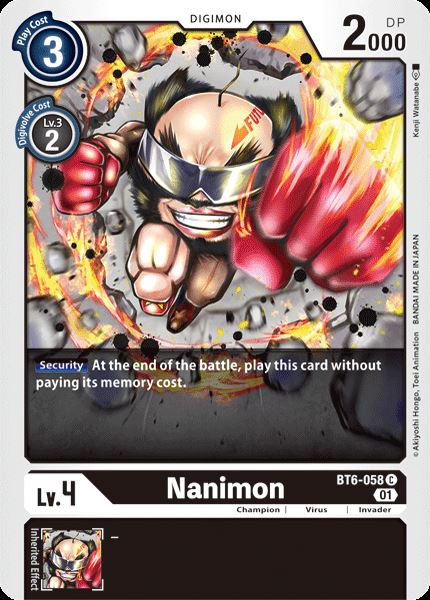 Play Cost
3
DIGIMON
2000
DP
Digivolve Cost
Lv.3
2
Kenji Watanabe
FUN
Security At the end of the battle, play this card without
paying its memory cost.
©Akiyoshi Hongo, Toei Animation BANDAI MADE IN JAPAN
Lv.4
Nanimon
BT6-058 C
01
Champion | Virus | Invader
Inherited Effect
–